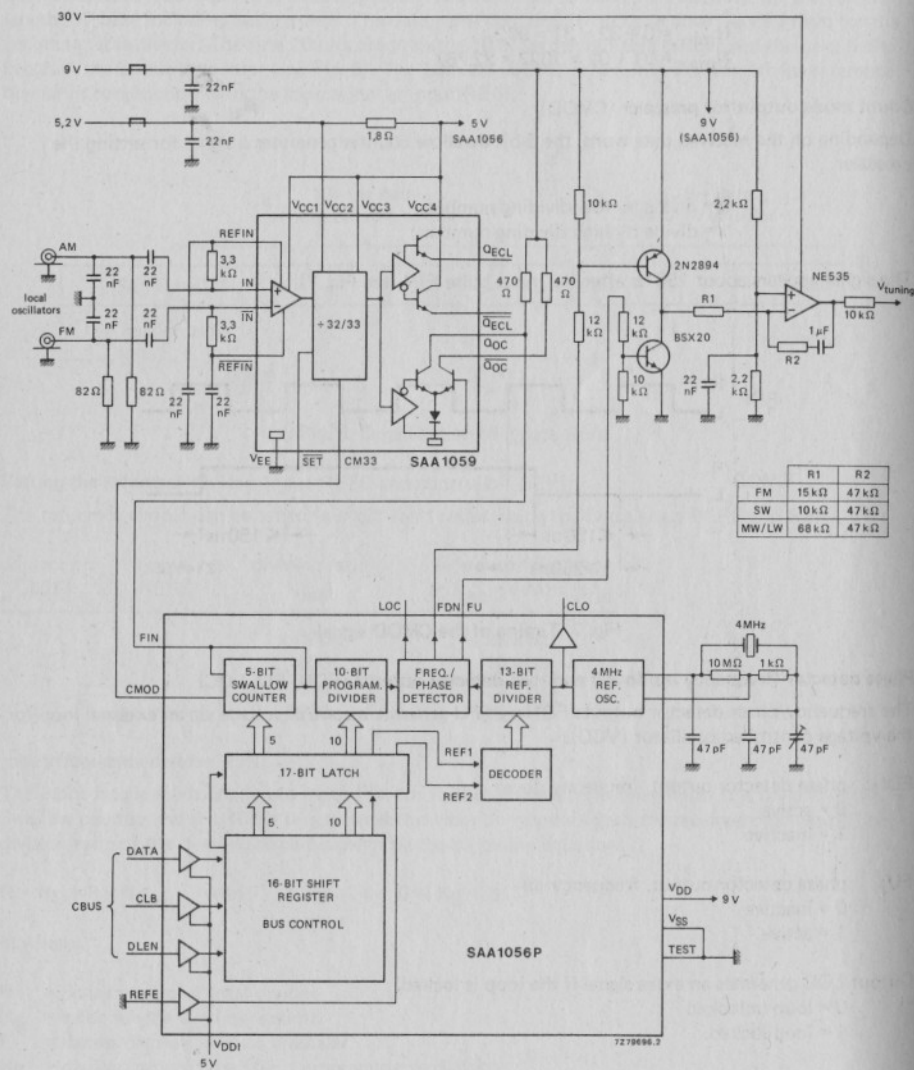 30 V
9 V
22 nF
5,2 V
22 nF
1,8 Ω
5 V
SAA1056
9 V
(SAA1056)
VCC1 VCC2 VCC3 VCC4
10 kΩ
2,2 kΩ
AM
22 nF
22 nF
local oscillators
22 nF
22 nF
FM
82 Ω
82 Ω
REFIN
3,3 kΩ
IN
IN
3,3 kΩ
REFIN
22 nF
22 nF
÷32/33
QECL
QECL
QOC
QOC
470 Ω
470 Ω
2N2894
12 kΩ
12 kΩ
BSX20
10 kΩ
R1
NE535
Vtuning
10 kΩ
1 µF
R2
22 nF
2,2 kΩ
VEE
SET
CM33
SAA1059
R1 R2
FM 15 kΩ 47 kΩ
SW 10 kΩ 47 kΩ
MW/LW 68 kΩ 47 kΩ
LOC
FDN FU
CLO
FIN
CMOD
5-BIT SWALLOW COUNTER
10-BIT PROGRAM. DIVIDER
FREQ./ PHASE DETECTOR
13-BIT REF. DIVIDER
4 MHz REF. OSC.
4 MHz
10 MΩ
1 kΩ
47 pF
47 pF
47 pF
5
10
REF1
REF2
DECODER
17-BIT LATCH
5
10
DATA
CLB
CBUS
DLEN
REFE
16-BIT SHIFT REGISTER
BUS CONTROL
VDD
9 V
VSS
TEST
SAA1056P
VDD1
5 V
7Z79696.2